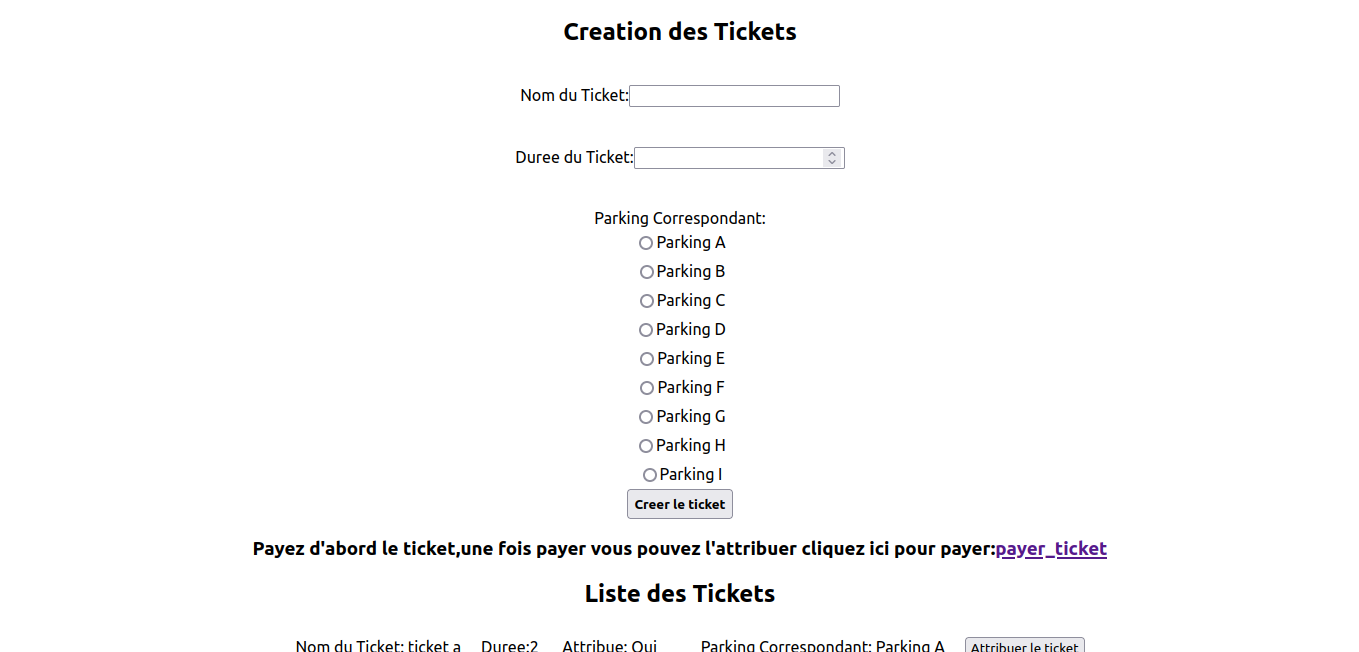 Creation des Tickets
Nom du Ticket:
Duree du Ticket:
Parking Correspondant:
Parking A
Parking B
Parking C
Parking D
Parking E
Parking F
Parking G
Parking H
Parking I
Creer le ticket
Payez d'abord le ticket,une fois payer vous pouvez l'attribuer cliquez ici pour payer:payer_ticket
Liste des Tickets
Nom du Ticket: ticket a Duree:2 Attribue: Oui Parking Correspondant: Parking A Attribuer le ticket